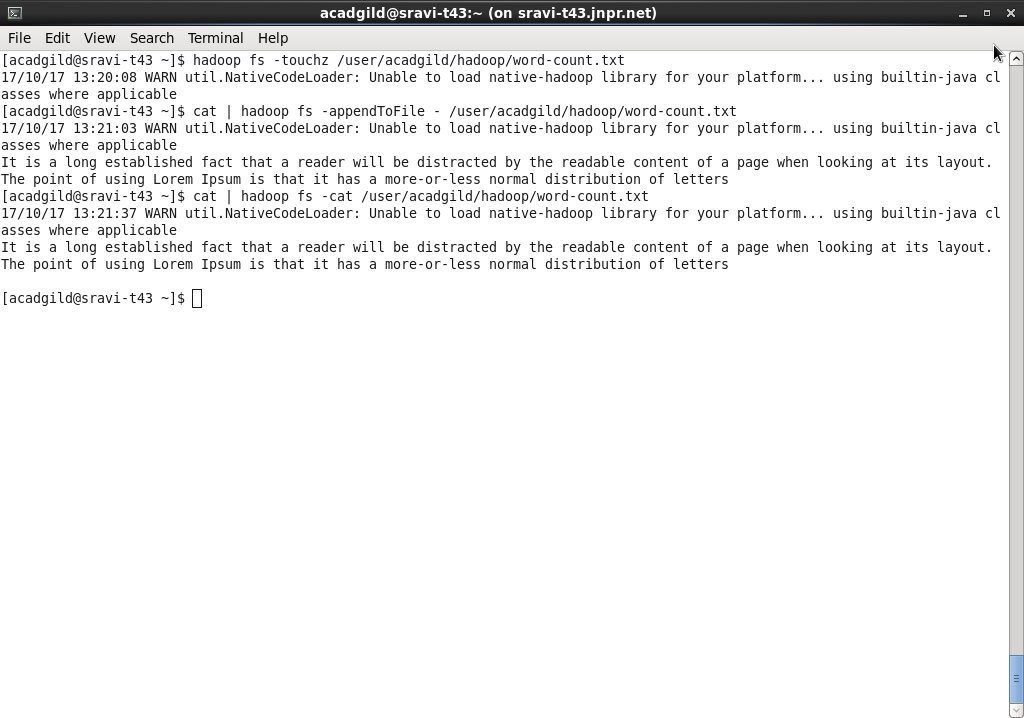 acadgild@sravi-t43:~ (on sravi-t43.jnpr.net)
File Edit View Search Terminal Help
[acadgild@sravi-t43 ~]$ hadoop fs -touchz /user/acadgild/hadoop/word-count.txt
17/10/17 13:20:08 WARN util.NativeCodeLoader: Unable to load native-hadoop library for your platform... using builtin-java cl
asses where applicable
[acadgild@sravi-t43 ~]$ cat | hadoop fs -appendToFile - /user/acadgild/hadoop/word-count.txt
17/10/17 13:21:03 WARN util.NativeCodeLoader: Unable to load native-hadoop library for your platform... using builtin-java cl
asses where applicable
It is a long established fact that a reader will be distracted by the readable content of a page when looking at its layout.
The point of using Lorem Ipsum is that it has a more-or-less normal distribution of letters
[acadgild@sravi-t43 ~]$ cat | hadoop fs -cat /user/acadgild/hadoop/word-count.txt
17/10/17 13:21:37 WARN util.NativeCodeLoader: Unable to load native-hadoop library for your platform... using builtin-java cl
asses where applicable
It is a long established fact that a reader will be distracted by the readable content of a page when looking at its layout.
The point of using Lorem Ipsum is that it has a more-or-less normal distribution of letters
[acadgild@sravi-t43 ~]$